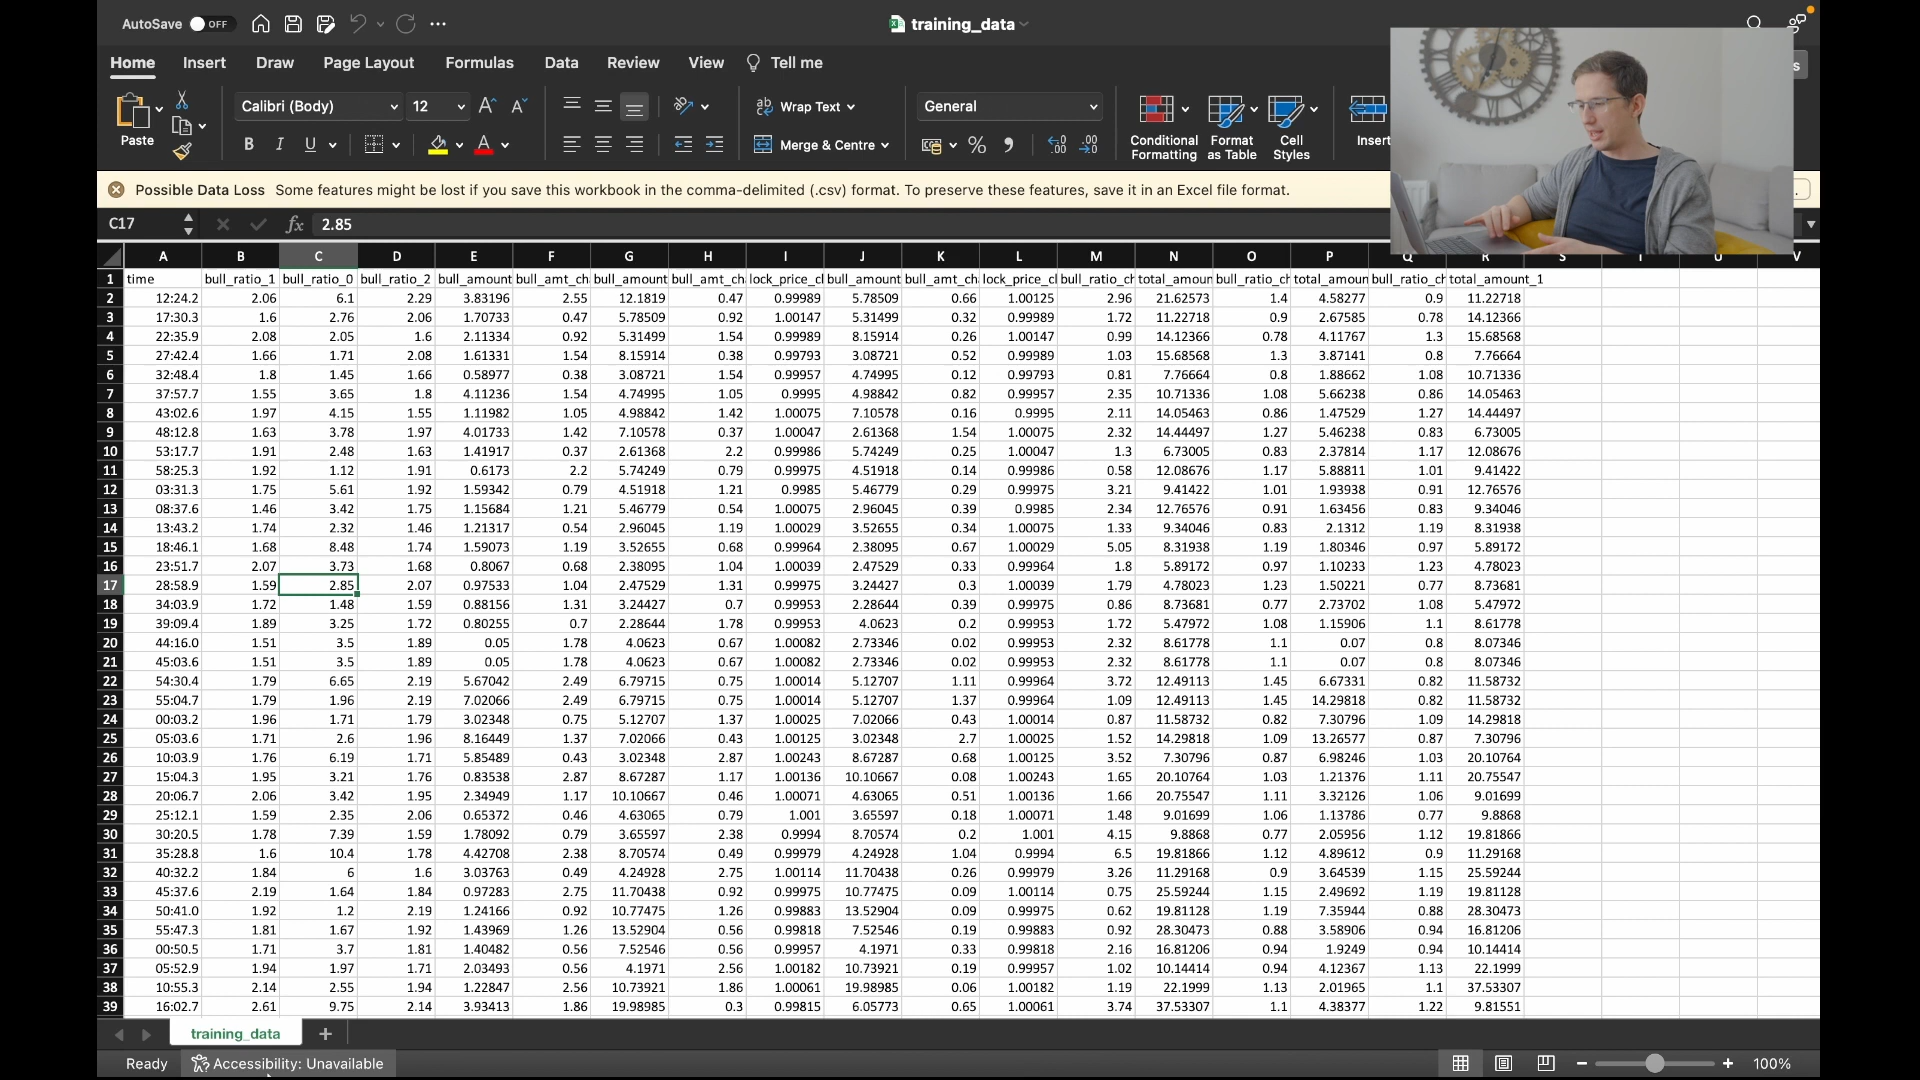 AutoSave OFF
training_data
Home Insert Draw Page Layout Formulas Data Review View Tell me
Paste
Calibri (Body) 12
B I U
Wrap Text
Merge & Centre
General
Conditional Formatting
Format as Table
Cell Styles
Insert
Possible Data Loss Some features might be lost if you save this workbook in the comma-delimited (.csv) format. To preserve these features, save it in an Excel file format.
C17 fx 2.85
A B C D E F G H I J K L M N O P Q R S T U V
1 time bull_ratio_1 bull_ratio_0 bull_ratio_2 bull_amount bull_amt_ch bull_amount bull_amt_ch lock_price_cl bull_amount bull_amt_ch lock_price_cl bull_ratio_ch total_amoun bull_ratio_ch total_amoun bull_ratio_ch total_amount_1
2 12:24.2 2.06 6.1 2.29 3.83196 2.55 12.1819 0.47 0.99989 5.78509 0.66 1.00125 2.96 21.62573 1.4 4.58277 0.9 11.22718
3 17:30.3 1.6 2.76 2.06 1.70733 0.47 5.78509 0.92 1.00147 5.31499 0.32 0.99989 1.72 11.22718 0.9 2.67585 0.78 14.12366
4 22:35.9 2.08 2.05 1.6 2.11334 0.92 5.31499 1.54 0.99989 8.15914 0.26 1.00147 0.99 14.12366 0.78 4.11767 1.3 15.68568
5 27:42.4 1.66 1.71 2.08 1.61331 1.54 8.15914 0.38 0.99793 3.08721 0.52 0.99989 1.03 15.68568 1.3 3.87141 0.8 7.76664
6 32:48.4 1.8 1.45 1.66 0.58977 0.38 3.08721 1.54 0.99957 4.74995 0.12 0.99793 0.81 7.76664 0.8 1.88662 1.08 10.71336
7 37:57.7 1.55 3.65 1.8 4.11236 1.54 4.74995 1.05 0.9995 4.98842 0.82 0.99957 2.35 10.71336 1.08 5.66238 0.86 14.05463
8 43:02.6 1.97 4.15 1.55 1.11982 1.05 4.98842 1.42 1.00075 7.10578 0.16 0.9995 2.11 14.05463 0.86 1.47529 1.27 14.44497
9 48:12.8 1.63 3.78 1.97 4.01733 1.42 7.10578 0.37 1.00047 2.61368 1.54 1.00075 2.32 14.44497 1.27 5.46238 0.83 6.73005
10 53:17.7 1.91 2.48 1.63 1.41917 0.37 2.61368 2.2 0.99986 5.74249 0.25 1.00047 1.3 6.73005 0.83 2.37814 1.17 12.08676
11 58:25.3 1.92 1.12 1.91 0.6173 2.2 5.74249 0.79 0.99975 4.51918 0.14 0.99986 0.58 12.08676 1.17 5.88811 1.01 9.41422
12 03:31.3 1.75 5.61 1.92 1.59342 0.79 4.51918 1.21 0.9985 5.46779 0.29 0.99975 3.21 9.41422 1.01 1.93938 0.91 12.76576
13 08:37.6 1.46 3.42 1.75 1.15684 1.21 5.46779 0.54 1.00075 2.96045 0.39 0.9985 2.34 12.76576 0.91 1.63456 0.83 9.34046
14 13:43.2 1.74 2.32 1.46 1.21317 0.54 2.96045 1.19 1.00029 3.52655 0.34 1.00075 1.33 9.34046 0.83 2.1312 1.19 8.31938
15 18:46.1 1.68 8.48 1.74 1.59073 1.19 3.52655 0.68 0.99964 2.38095 0.67 1.00029 5.05 8.31938 1.19 1.80346 0.97 5.89172
16 23:51.7 2.07 3.73 1.68 0.8067 0.68 2.38095 1.04 1.00039 2.47529 0.33 0.99964 1.8 5.89172 0.97 1.10233 1.23 4.78023
17 28:58.9 1.59 2.85 2.07 0.97533 1.04 2.47529 1.31 0.99975 3.24427 0.3 1.00039 1.79 4.78023 1.23 1.50221 0.77 8.73681
18 34:03.9 1.72 1.48 1.59 0.88156 1.31 3.24427 0.7 0.99953 2.28644 0.39 0.99975 0.86 8.73681 0.77 2.73702 1.08 5.47972
19 39:09.4 1.89 3.25 1.72 0.80255 0.7 2.28644 1.78 0.99953 4.0623 0.2 0.99953 1.72 5.47972 1.08 1.15906 1.1 8.61778
20 44:16.0 1.51 3.5 1.89 0.05 1.78 4.0623 0.67 1.00082 2.73346 0.02 0.99953 2.32 8.61778 1.1 0.07 0.8 8.07346
21 45:03.6 1.51 3.5 1.89 0.05 1.78 4.0623 0.67 1.00082 2.73346 0.02 0.99953 2.32 8.61778 1.1 0.07 0.8 8.07346
22 54:30.4 1.79 6.65 2.19 5.67042 2.49 6.79715 0.75 1.00014 5.12707 1.11 0.99964 3.72 12.49113 1.45 6.67331 0.82 11.58732
23 55:04.7 1.79 1.96 2.19 7.02066 2.49 6.79715 0.75 1.00014 5.12707 1.37 0.99964 1.09 12.49113 1.45 14.29818 0.82 11.58732
24 00:03.2 1.96 1.71 1.79 3.02348 0.75 5.12707 1.37 1.00025 7.02066 0.43 1.00014 0.87 11.58732 0.82 7.30796 1.09 14.29818
25 05:03.6 1.71 2.6 1.96 8.16449 1.37 7.02066 0.43 1.00125 3.02348 2.7 1.00025 1.52 14.29818 1.09 13.26577 0.87 7.30796
26 10:03.9 1.76 6.19 1.71 5.85489 0.43 3.02348 2.87 1.00243 8.67287 0.68 1.00125 3.52 7.30796 0.87 6.98246 1.03 20.10764
27 15:04.3 1.95 3.21 1.76 0.83538 2.87 8.67287 1.17 1.00136 10.10667 0.08 1.00243 1.65 20.10764 1.03 1.21376 1.11 20.75547
28 20:06.7 2.06 3.42 1.95 2.34949 1.17 10.10667 0.46 1.00071 4.63065 0.51 1.00136 1.66 20.75547 1.11 3.32126 1.06 9.01699
29 25:12.1 1.59 2.35 2.06 0.65372 0.46 4.63065 0.79 1.001 3.65597 0.18 1.00071 1.48 9.01699 1.06 1.13786 0.77 9.8868
30 30:20.5 1.78 7.39 1.59 1.78092 0.79 3.65597 2.38 0.9994 8.70574 0.2 1.001 4.15 9.8868 0.77 2.05956 1.12 19.81866
31 35:28.8 1.6 10.4 1.78 4.42708 2.38 8.70574 0.49 0.99979 4.24928 1.04 0.9994 6.5 19.81866 1.12 4.89612 0.9 11.29168
32 40:32.2 1.84 6 1.6 3.03763 0.49 4.24928 2.75 1.00114 11.70438 0.26 0.99979 3.26 11.29168 0.9 3.64539 1.15 25.59244
33 45:37.6 2.19 1.64 1.84 0.97283 2.75 11.70438 0.92 0.99975 10.77475 0.09 1.00114 0.75 25.59244 1.15 2.49692 1.19 19.81128
34 50:41.0 1.92 1.2 2.19 1.24166 0.92 10.77475 1.26 0.99883 13.52904 0.09 0.99975 0.62 19.81128 1.19 7.35944 0.88 28.30473
35 55:47.3 1.81 1.67 1.92 1.43969 1.26 13.52904 0.56 0.99818 7.52546 0.19 0.99883 0.92 28.30473 0.88 3.58906 0.94 16.81206
36 00:50.5 1.71 3.7 1.81 1.40482 0.56 7.52546 0.56 0.99957 4.1971 0.33 0.99818 2.16 16.81206 0.94 1.9249 0.94 10.14414
37 05:52.9 1.94 1.97 1.71 2.03493 0.56 4.1971 2.56 1.00182 10.73921 0.19 0.99957 1.02 10.14414 0.94 4.12367 1.13 22.1999
38 10:55.3 2.14 2.55 1.94 1.22847 2.56 10.73921 1.86 1.00061 19.98985 0.06 1.00182 1.19 22.1999 1.13 2.01965 1.1 37.53307
39 16:02.7 2.61 9.75 2.14 3.93413 1.86 19.98985 0.3 0.99815 6.05773 0.65 1.00061 3.74 37.53307 1.1 4.38377 1.22 9.81551
training_data +
Ready Accessibility: Unavailable
100%